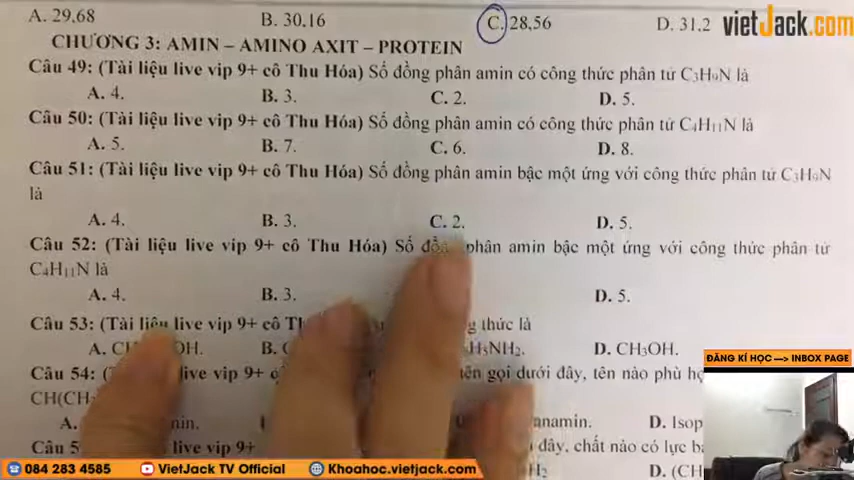 A. 29,68 B. 30,16 C. 28,56 D. 31,2
vietJack.com
CHƯƠNG 3: AMIN – AMINO AXIT – PROTEIN
Câu 49: (Tài liệu live vip 9+ cô Thu Hóa) Số đồng phân amin có công thức phân tử C₃H₉N là
A. 4. B. 3. C. 2. D. 5.
Câu 50: (Tài liệu live vip 9+ cô Thu Hóa) Số đồng phân amin có công thức phân tử C₄H₁₁N là
A. 5. B. 7. C. 6. D. 8.
Câu 51: (Tài liệu live vip 9+ cô Thu Hóa) Số đồng phân amin bậc một ứng với công thức phân tử C₃H₉N
là
A. 4. B. 3. C. 2. D. 5.
Câu 52: (Tài liệu live vip 9+ cô Thu Hóa) Số phân amin bậc một ứng với công thức phân tử
C₄H₁₁N là
A. 4. B. 3. D. 5.
Câu 53: (Tài liệu live vip 9+ cô thức là
A. B. D. CH₃OH.
ĐĂNG KÍ HỌC —> INBOX PAGE
Câu 54: live vip 9+ gọi dưới đây, tên nào phù
A. D.
live vip 9+ đây, chất nào có lực
D.
084 283 4585 VietJack TV Official Khoahoc.vietjack.com